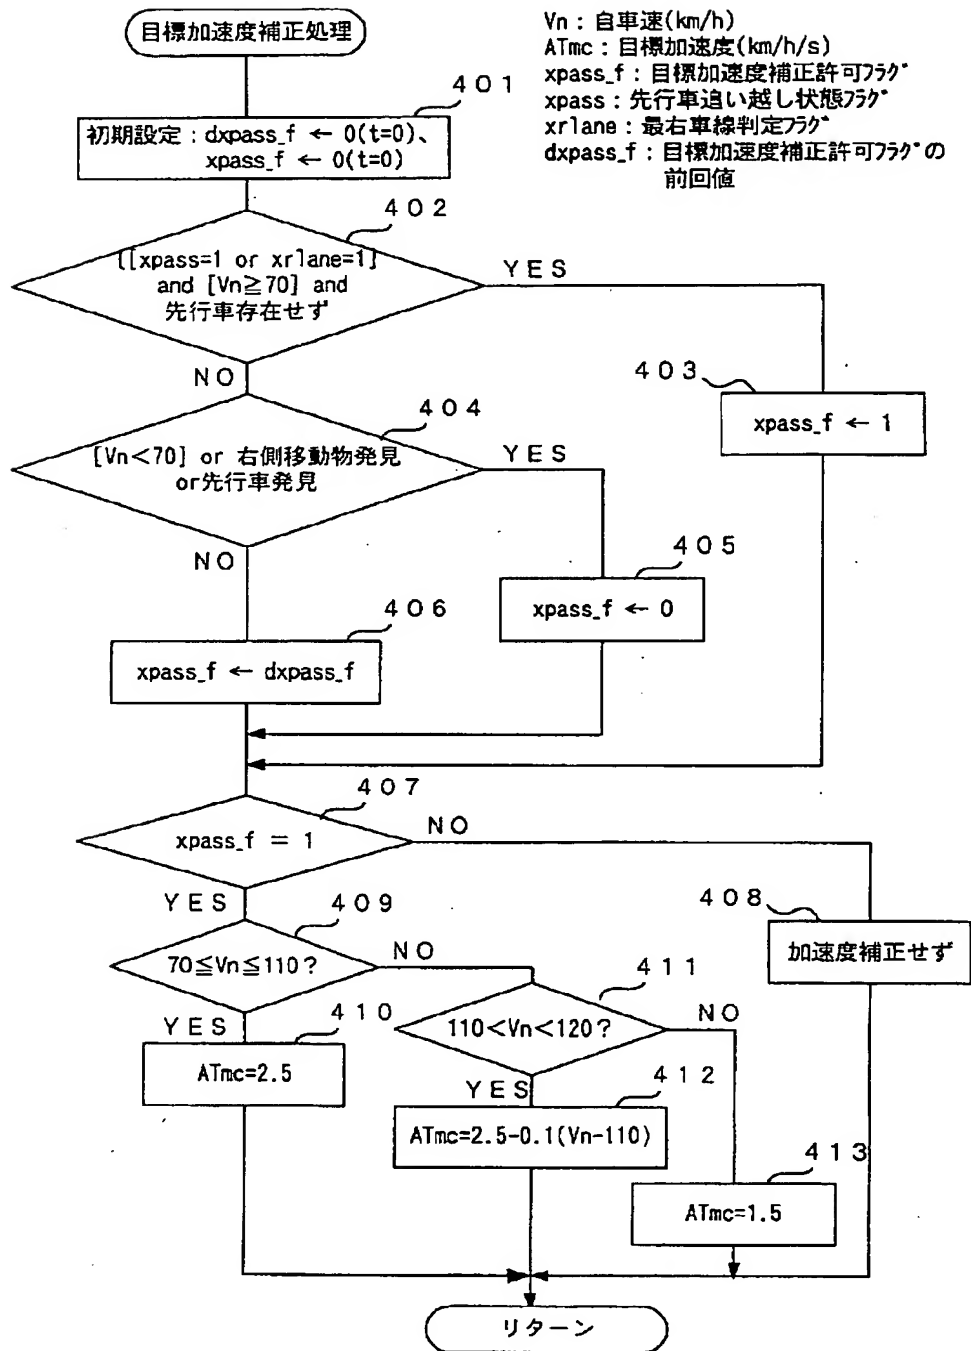 目標加速度補正処理
Vn：自車速(km/h)
ATmc：目標加速度(km/h/s)
xpass_f：目標加速度補正許可ﾌﾗｸﾞ
xpass：先行車追い越し状態ﾌﾗｸﾞ
xrlane：最右車線判定ﾌﾗｸﾞ
dxpass_f：目標加速度補正許可ﾌﾗｸﾞの
前回値
401
初期設定：dxpass_f ← 0(t=0)、
xpass_f ← 0(t=0)
402
[[xpass=1 or xrlane=1]
and [Vn≧70] and
先行車存在せず
YES
NO
403
xpass_f ← 1
404
[Vn<70] or 右側移動物発見
or先行車発見
YES
NO
405
xpass_f ← 0
406
xpass_f ← dxpass_f
407
xpass_f = 1
NO
YES
408
加速度補正せず
409
70≦Vn≦110?
NO
YES
410
ATmc=2.5
411
110<Vn<120?
NO
YES
412
ATmc=2.5-0.1(Vn-110)
413
ATmc=1.5
リターン